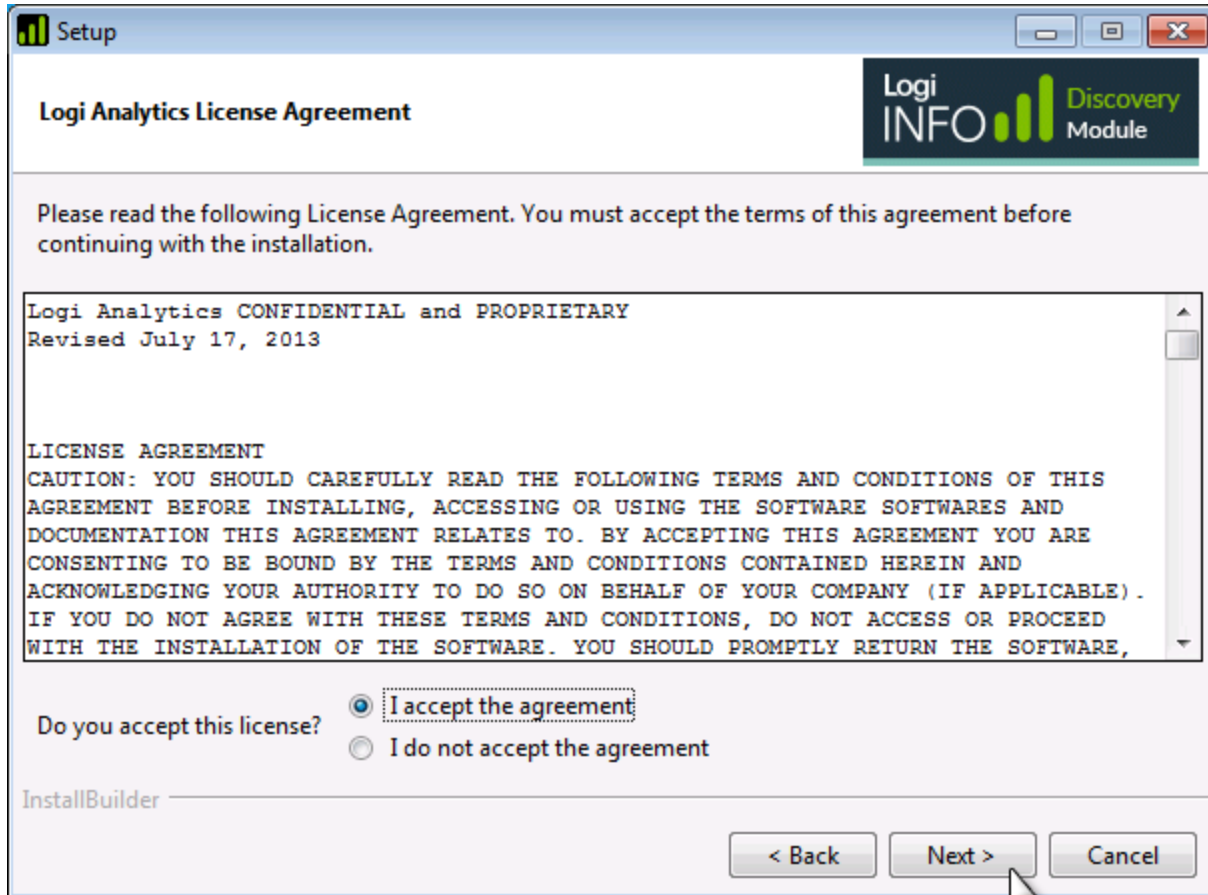 Setup
Logi Analytics License Agreement
Logi
INFO
Discovery
Module
Please read the following License Agreement. You must accept the terms of this agreement before
continuing with the installation.
Logi Analytics CONFIDENTIAL and PROPRIETARY
Revised July 17, 2013
LICENSE AGREEMENT
CAUTION: YOU SHOULD CAREFULLY READ THE FOLLOWING TERMS AND CONDITIONS OF THIS
AGREEMENT BEFORE INSTALLING, ACCESSING OR USING THE SOFTWARE SOFTWARES AND
DOCUMENTATION THIS AGREEMENT RELATES TO. BY ACCEPTING THIS AGREEMENT YOU ARE
CONSENTING TO BE BOUND BY THE TERMS AND CONDITIONS CONTAINED HEREIN AND
ACKNOWLEDGING YOUR AUTHORITY TO DO SO ON BEHALF OF YOUR COMPANY (IF APPLICABLE).
IF YOU DO NOT AGREE WITH THESE TERMS AND CONDITIONS, DO NOT ACCESS OR PROCEED
WITH THE INSTALLATION OF THE SOFTWARE. YOU SHOULD PROMPTLY RETURN THE SOFTWARE,
Do you accept this license?
I accept the agreement
I do not accept the agreement
InstallBuilder
< Back
Next >
Cancel